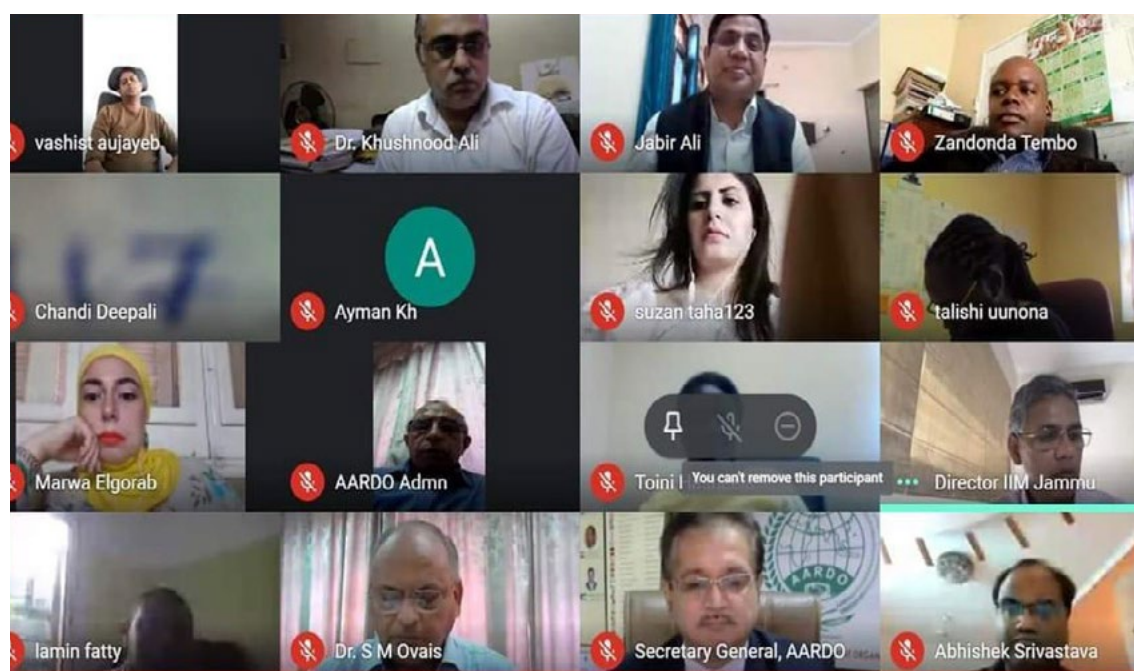 vashist aujayeb
Dr. Khushnood Ali
Jabir Ali
Zandonda Tembo
117
Chandi Deepali
A
Ayman Kh
suzan taha123
talishi uunona
Marwa Elgorab
AARDO Admn
Toini
You can't remove this participant
Director IIM Jammu
lamin fatty
Dr. S M Ovais
AARDO
Secretary General, AARDO
Abhishek Srivastava